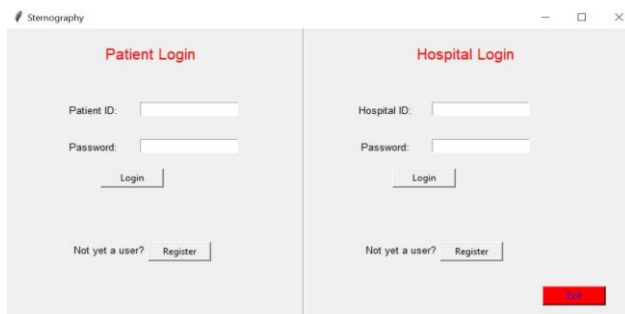 Sternography
Patient Login
Patient ID:
Password:
Login
Not yet a user? Register
Hospital Login
Hospital ID:
Password:
Login
Not yet a user? Register
Exit